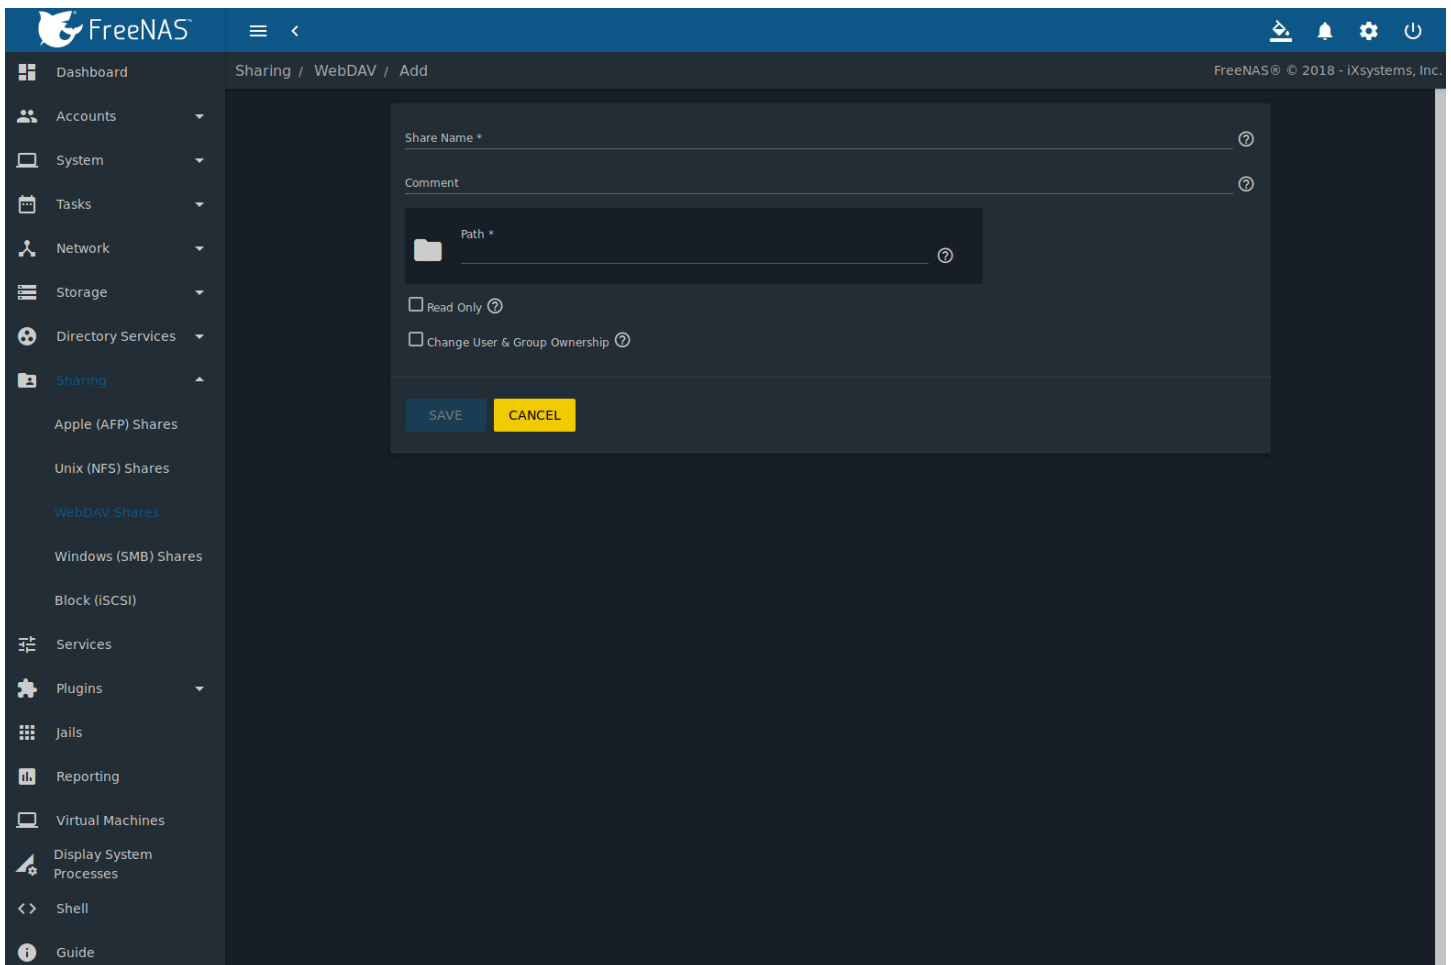 FreeNAS™
Sharing / WebDAV / Add
FreeNAS® © 2018 - iXsystems, Inc.
Dashboard
Accounts
System
Tasks
Network
Storage
Directory Services
Sharing
Apple (AFP) Shares
Unix (NFS) Shares
WebDAV Shares
Windows (SMB) Shares
Block (iSCSI)
Services
Plugins
Jails
Reporting
Virtual Machines
Display System
Processes
Shell
Guide
Share Name *
Comment
Path *
Read Only
Change User & Group Ownership
SAVE
CANCEL